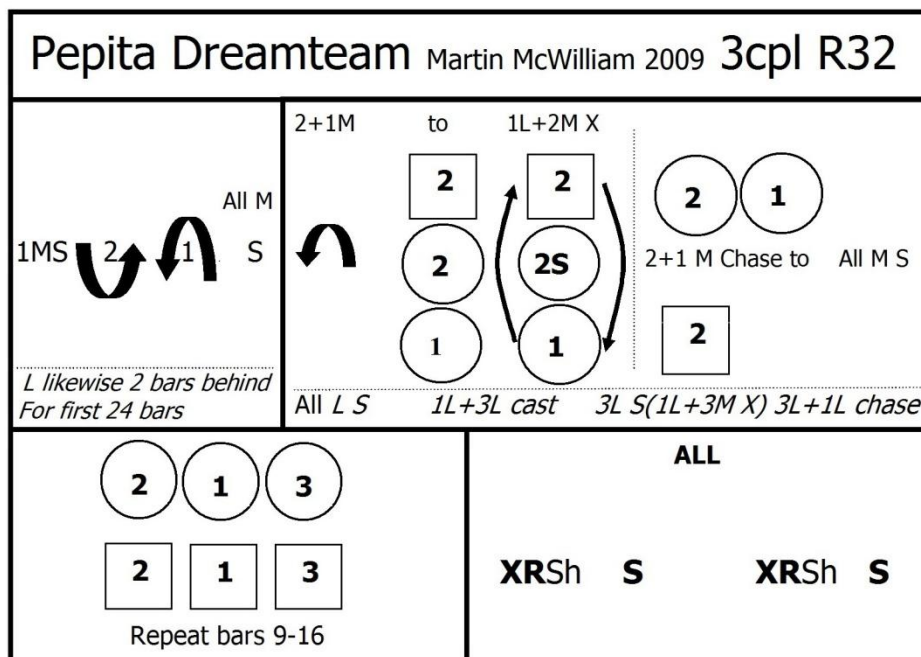 Pepita Dreamteam Martin McWilliam 2009 3cpl R32
All M
1MS 2 1 S
L likewise 2 bars behind
For first 24 bars
2+1M to 1L+2M X
2 2
2 2S
1 1
2 1
2+1 M Chase to All M S
2
All L S 1L+3L cast 3L S(1L+3M X) 3L+1L chase
2 1 3
2 1 3
Repeat bars 9-16
ALL
XRSh S XRSh S